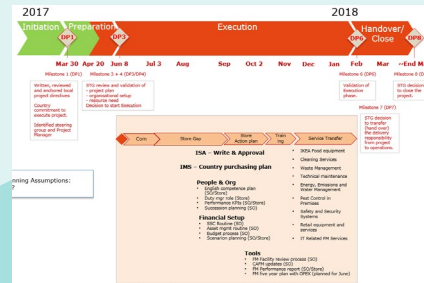 2017
2018
Initiation
Preparation
Execution
Handover/
Close
DP1
DP3
DP6
DP8
Mar 30 Apr 20 Jun 8 Jul 3 Aug Sep Oct 2 Nov Dec Jan Feb Mar
Milestone 1 (DP1)
Written, reviewed
and anchored local
project directives
Country
commitment to
execute project.
Identified steering
group and Project
Manager
Milestone 3 + 4 (DP3/DP4)
STG review and validation of
- project plan
- organisational setup
- resource need
Decision to start Execution
Milestone 6 (DP6)
Validation of
Execution
phase.
STG decision
to close the
project.
Milestone 7 (DP7)
STG decision
to transfer
(hand over)
the delivery
responsibility
from project
to operations.
Com
Store Gap
Store
Action plan
Train
ing
Service Transfer
ISA – Write & Approval
IMS – Country purchasing plan
People & Org
• English competence plan
(SO/Store)
• Duty mgr role (Store)
• Performance KPIs (SO/Store)
• Succession planning (SO)
Financial Setup
• SSC Routine (SO)
• Asset mgmt routine (SO)
• Budget process (SO)
• Scenario planning (SO/Store)
• IKEA Food equipment
• Cleaning Services
• Waste Management
• Technical maintenance
• Energy, Emissions and
Water Management
• Pest Control in
Premises
• Safety and Security
Systems
• Retail equipment and
services
• IT Related FM Services
Tools
• FM Facility review process (SO)
• CAFM updates (SO)
• FM Performance report (SO/Store)
• FM five year plan with OPEX (planned for June)
nning Assumptions:
?